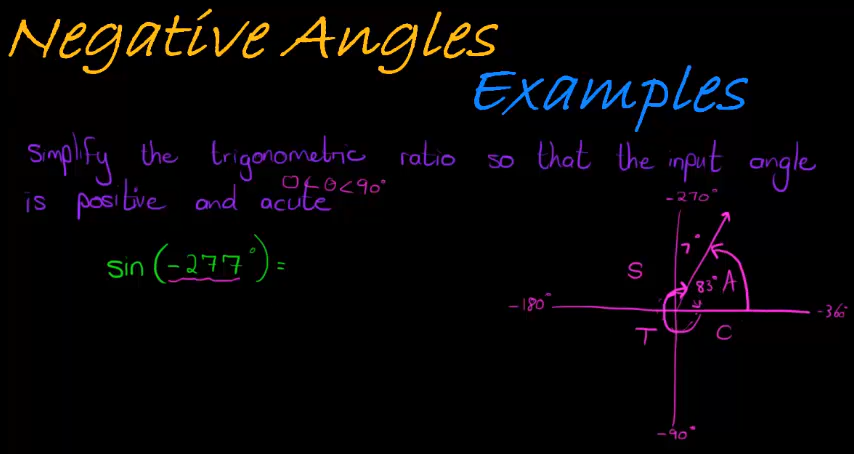 Negative Angles
Examples
Simplify the trigonometric ratio so that the input angle
is positive and acute
0<θ<90°
sin(-277°)=
-270°
7°
S
83° A
-180°
-360°
T
C
-90°